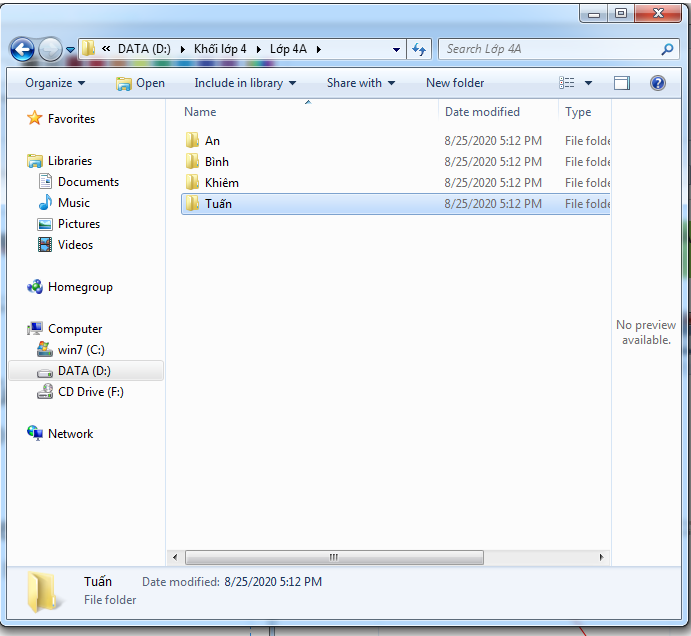 « DATA (D:) ▸ Khối lớp 4 ▸ Lớp 4A ▸
Search Lớp 4A
Organize Open Include in library Share with New folder
Favorites
Libraries
Documents
Music
Pictures
Videos
Homegroup
Computer
win7 (C:)
DATA (D:)
CD Drive (F:)
Network
Name Date modified Type
An 8/25/2020 5:12 PM File folde
Bình 8/25/2020 5:12 PM File folde
Khiêm 8/25/2020 5:12 PM File folde
Tuấn 8/25/2020 5:12 PM File folde
No preview
available.
Tuấn Date modified: 8/25/2020 5:12 PM
File folder